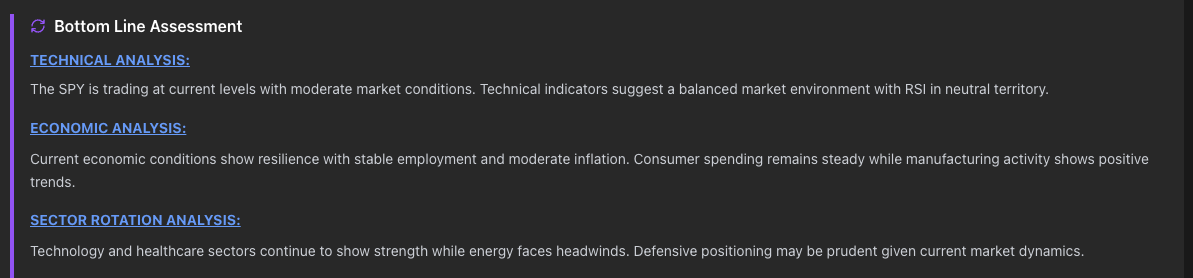 Bottom Line Assessment
TECHNICAL ANALYSIS:
The SPY is trading at current levels with moderate market conditions. Technical indicators suggest a balanced market environment with RSI in neutral territory.
ECONOMIC ANALYSIS:
Current economic conditions show resilience with stable employment and moderate inflation. Consumer spending remains steady while manufacturing activity shows positive
trends.
SECTOR ROTATION ANALYSIS:
Technology and healthcare sectors continue to show strength while energy faces headwinds. Defensive positioning may be prudent given current market dynamics.